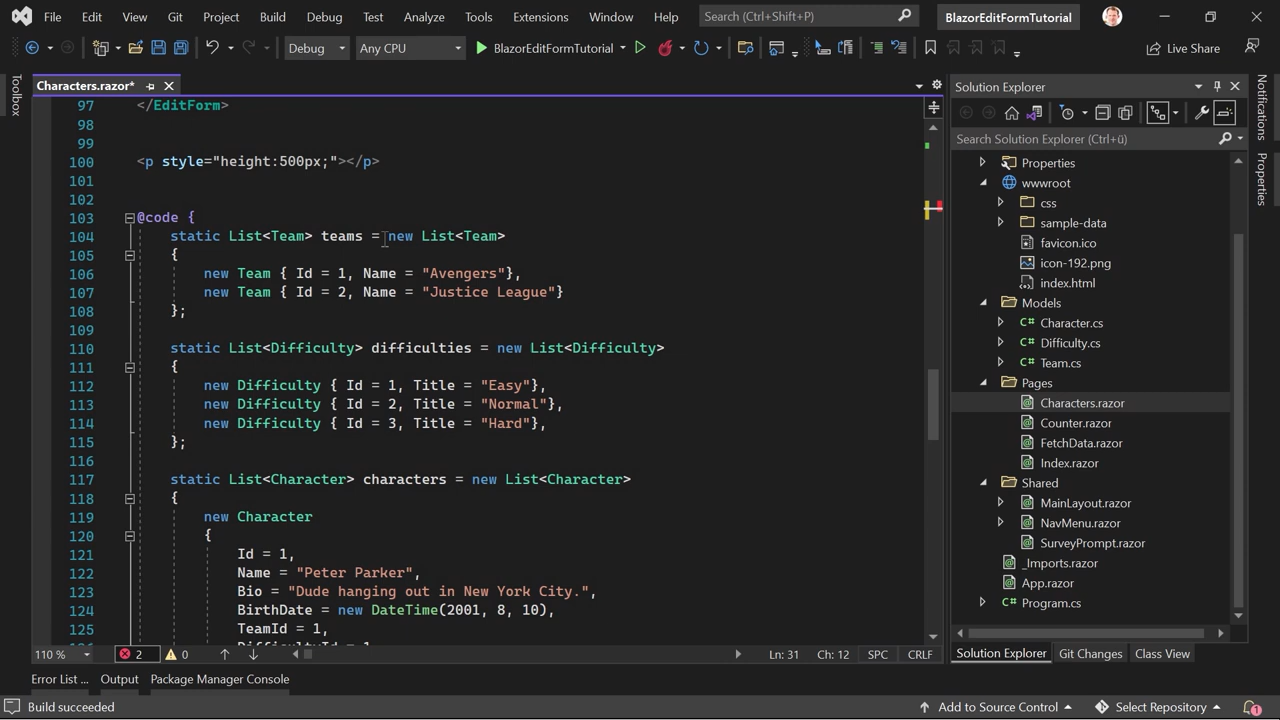 File Edit View Git Project Build Debug Test Analyze Tools Extensions Window Help Search (Ctrl+Shift+P) BlazorEditFormTutorial
Debug Any CPU BlazorEditFormTutorial Live Share
Toolbox
Characters.razor*
97 </EditForm>
98
99
100 <p style="height:500px;"></p>
101
102
103 @code {
104 static List<Team> teams = new List<Team>
105 {
106 new Team { Id = 1, Name = "Avengers"},
107 new Team { Id = 2, Name = "Justice League"}
108 };
109
110 static List<Difficulty> difficulties = new List<Difficulty>
111 {
112 new Difficulty { Id = 1, Title = "Easy"},
113 new Difficulty { Id = 2, Title = "Normal"},
114 new Difficulty { Id = 3, Title = "Hard"},
115 };
116
117 static List<Character> characters = new List<Character>
118 {
119 new Character
120 {
121 Id = 1,
122 Name = "Peter Parker",
123 Bio = "Dude hanging out in New York City.",
124 BirthDate = new DateTime(2001, 8, 10),
125 TeamId = 1,
110 % 2 0 Ln: 31 Ch: 12 SPC CRLF
Error List ... Output Package Manager Console
Build succeeded
Solution Explorer
Search Solution Explorer (Ctrl+ü)
Properties
wwwroot
css
sample-data
favicon.ico
icon-192.png
index.html
Models
Character.cs
Difficulty.cs
Team.cs
Pages
Characters.razor
Counter.razor
FetchData.razor
Index.razor
Shared
MainLayout.razor
NavMenu.razor
SurveyPrompt.razor
_Imports.razor
App.razor
Program.cs
Solution Explorer Git Changes Class View
Notifications
Properties
Add to Source Control Select Repository 1